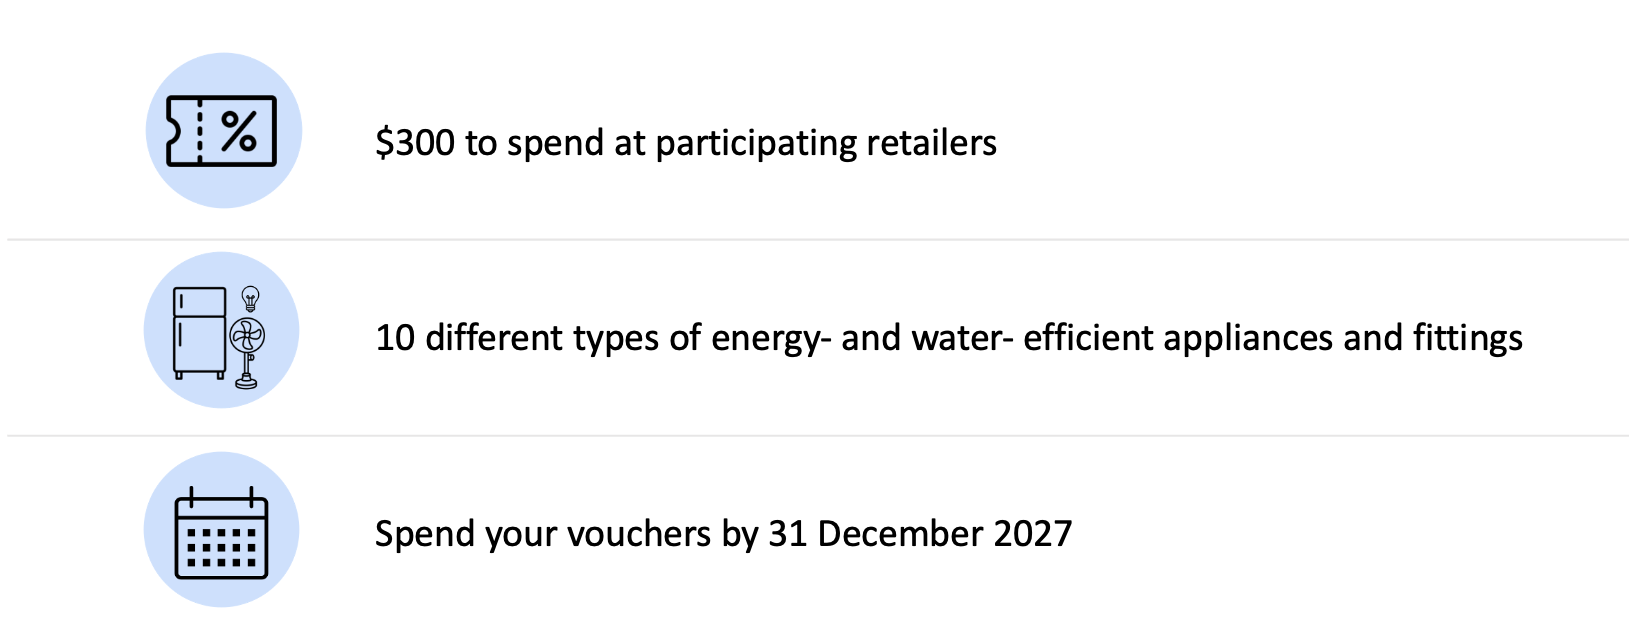 $300 to spend at participating retailers
10 different types of energy- and water- efficient appliances and fittings
Spend your vouchers by 31 December 2027